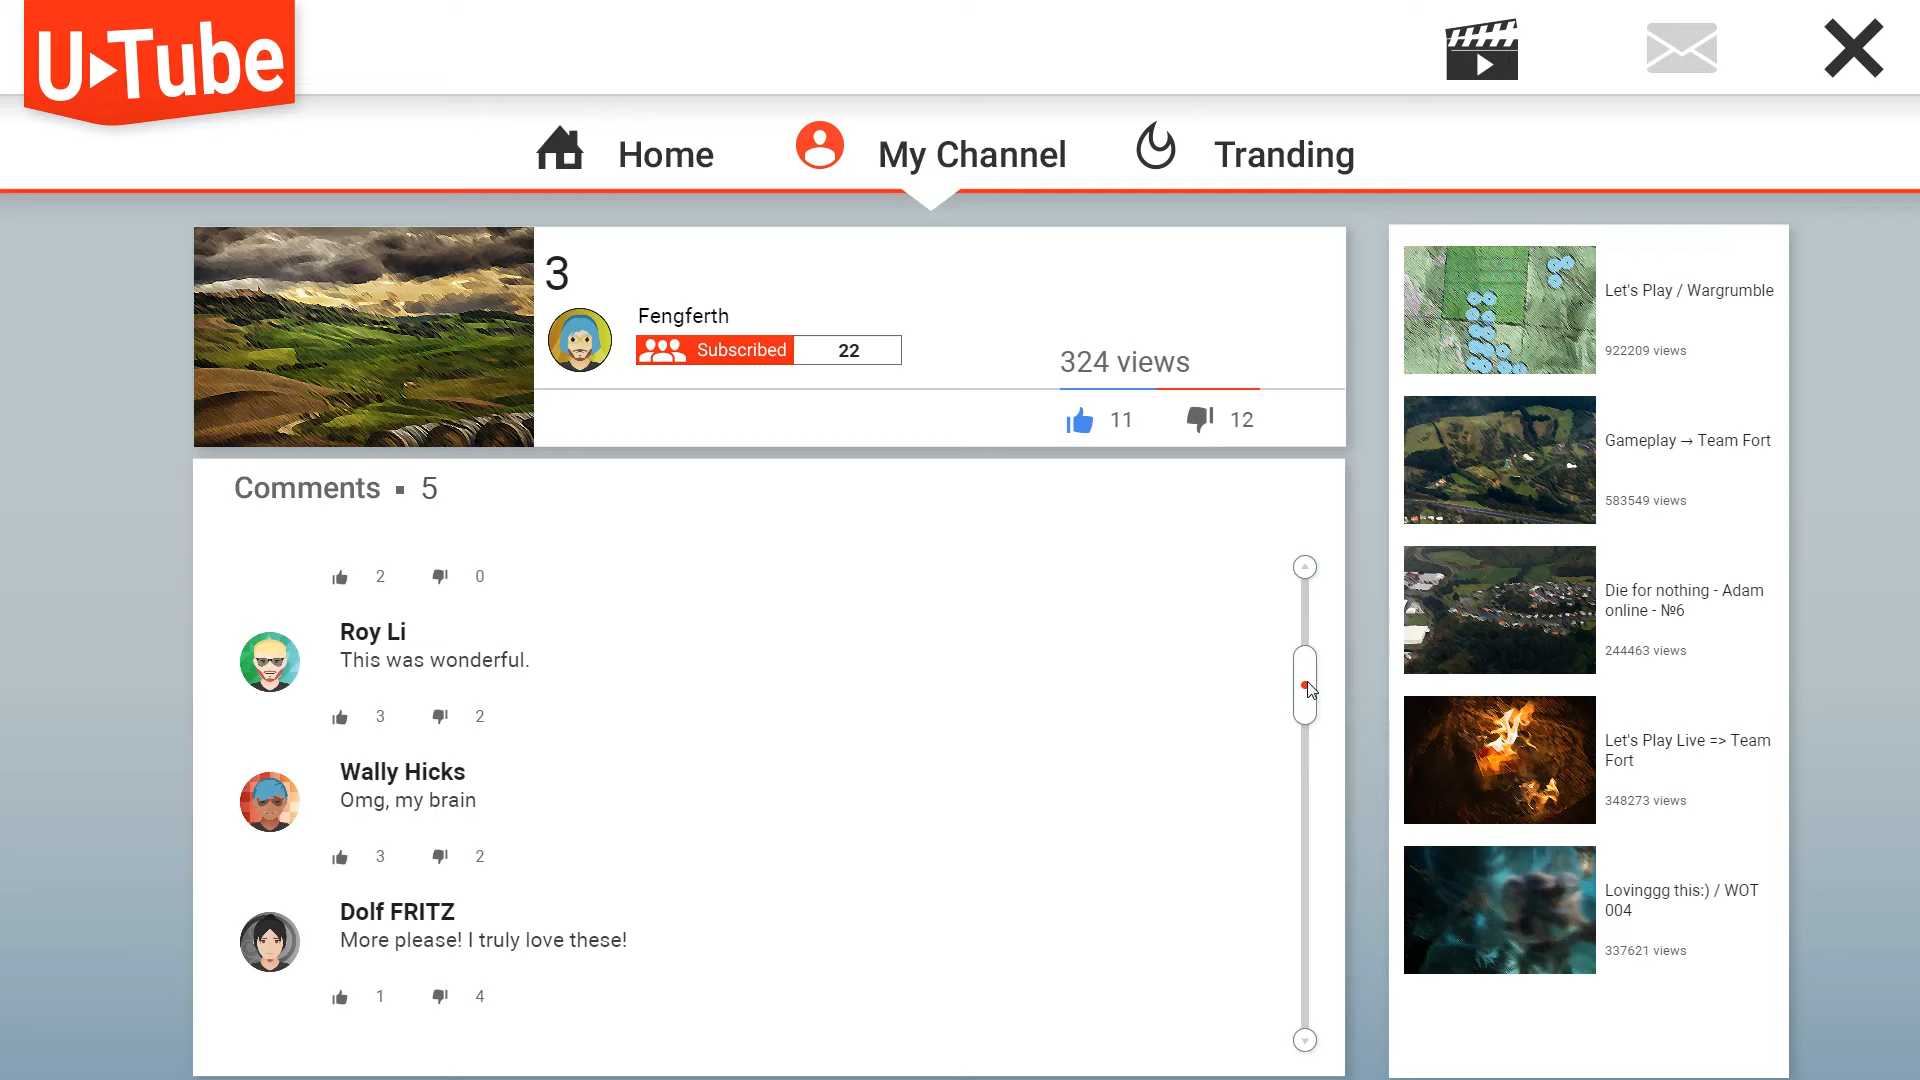 U Tube
Home
My Channel
Tranding
3
Fengferth
Subscribed
22
324 views
11
12
Comments ▪ 5
2
0
Roy Li
This was wonderful.
3
2
Wally Hicks
Omg, my brain
3
2
Dolf FRITZ
More please! I truly love these!
1
4
Let's Play / Wargrumble
922209 views
Gameplay → Team Fort
583549 views
Die for nothing - Adam
online - №6
244463 views
Let's Play Live => Team
Fort
348273 views
Lovinggg this:) / WOT
004
337621 views